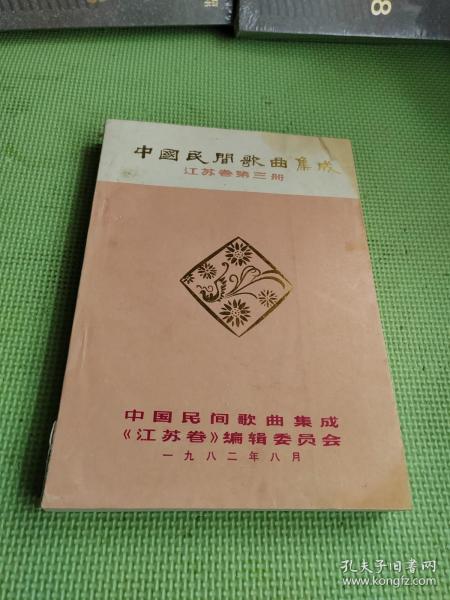 8
中國民間歌曲集成
江苏卷第三册
中国民间歌曲集成
《江苏卷》编辑委员会
一九八二年八月
孔夫子旧书网
www.kongfz.com